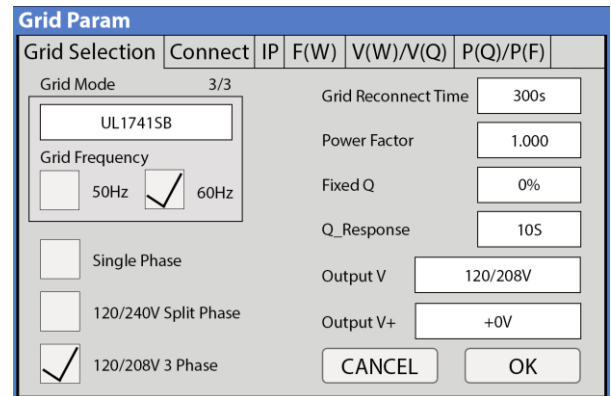 Grid Param
Grid Selection Connect IP F(W) V(W)/V(Q) P(Q)/P(F)
Grid Mode 3/3
UL1741SB
Grid Frequency
50Hz 60Hz
Single Phase
120/240V Split Phase
120/208V 3 Phase
Grid Reconnect Time 300s
Power Factor 1.000
Fixed Q 0%
Q_Response 10S
Output V 120/208V
Output V+ +0V
CANCEL OK